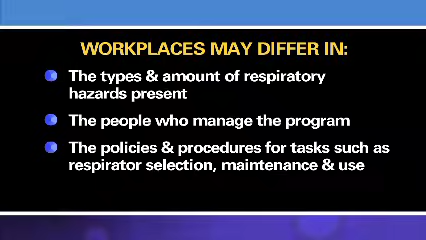 WORKPLACES MAY DIFFER IN:
The types & amount of respiratory
hazards present
The people who manage the program
The policies & procedures for tasks such as
respirator selection, maintenance & use